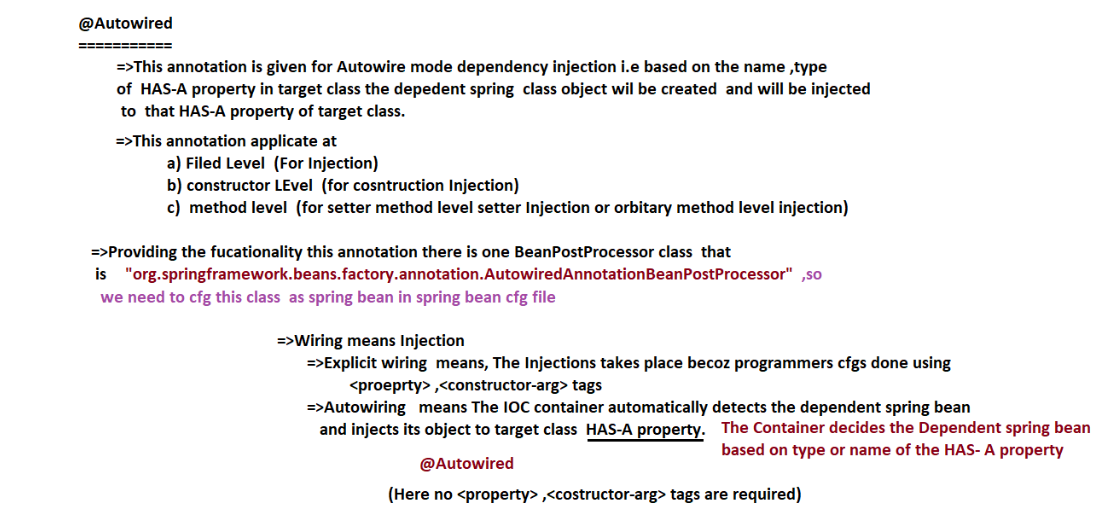 @Autowired
===========
=>This annotation is given for Autowire mode dependency injection i.e based on the name ,type
of HAS-A property in target class the depedent spring class object wil be created and will be injected
to that HAS-A property of target class.
=>This annotation applicate at
a) Filed Level (For Injection)
b) constructor LEvel (for cosntruction Injection)
c) method level (for setter method level setter Injection or orbitary method level injection)
=>Providing the fucationality this annotation there is one BeanPostProcessor class that
is "org.springframework.beans.factory.annotation.AutowiredAnnotationBeanPostProcessor" ,so
we need to cfg this class as spring bean in spring bean cfg file
=>Wiring means Injection
=>Explicit wiring means, The Injections takes place becoz programmers cfgs done using
<proeprty> ,<constructor-arg> tags
=>Autowiring means The IOC container automatically detects the dependent spring bean
and injects its object to target class HAS-A property. The Container decides the Dependent spring bean
based on type or name of the HAS- A property
@Autowired
(Here no <property> ,<costructor-arg> tags are required)